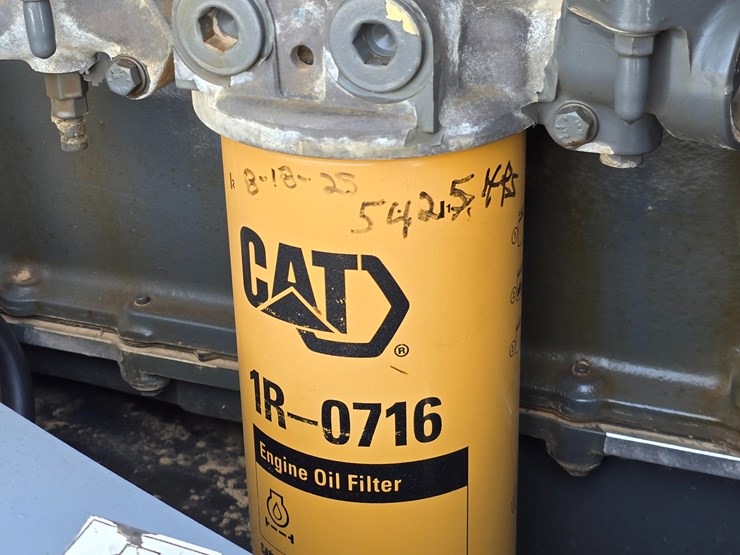 8-18-25
5425 HRS
CAT®
1R–0716
Engine Oil Filter